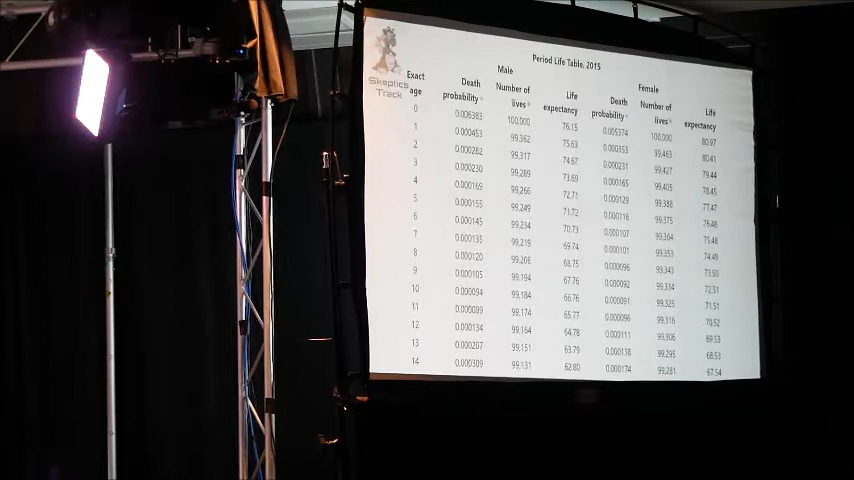 Skeptics
Track
Period Life Table, 2015
Male Female
Exact age Death probability a Number of lives b Life expectancy Death probability a Number of lives b Life expectancy
0 0.006383 100,000 76.15 0.005374 100,000 80.97
1 0.000453 99,362 75.63 0.000353 99,463 80.41
2 0.000282 99,317 74.67 0.000231 99,427 79.44
3 0.000230 99,289 73.69 0.000165 99,405 78.45
4 0.000169 99,266 72.71 0.000129 99,388 77.47
5 0.000155 99,249 71.72 0.000116 99,375 76.48
6 0.000145 99,234 70.73 0.000107 99,364 75.48
7 0.000135 99,219 69.74 0.000101 99,353 74.49
8 0.000120 99,206 68.75 0.000096 99,343 73.50
9 0.000105 99,194 67.76 0.000092 99,334 72.51
10 0.000094 99,184 66.76 0.000091 99,325 71.51
11 0.000099 99,174 65.77 0.000096 99,316 70.52
12 0.000134 99,164 64.78 0.000111 99,306 69.53
13 0.000207 99,151 63.79 0.000138 99,295 68.53
14 0.000309 99,131 62.80 0.000174 99,281 67.54